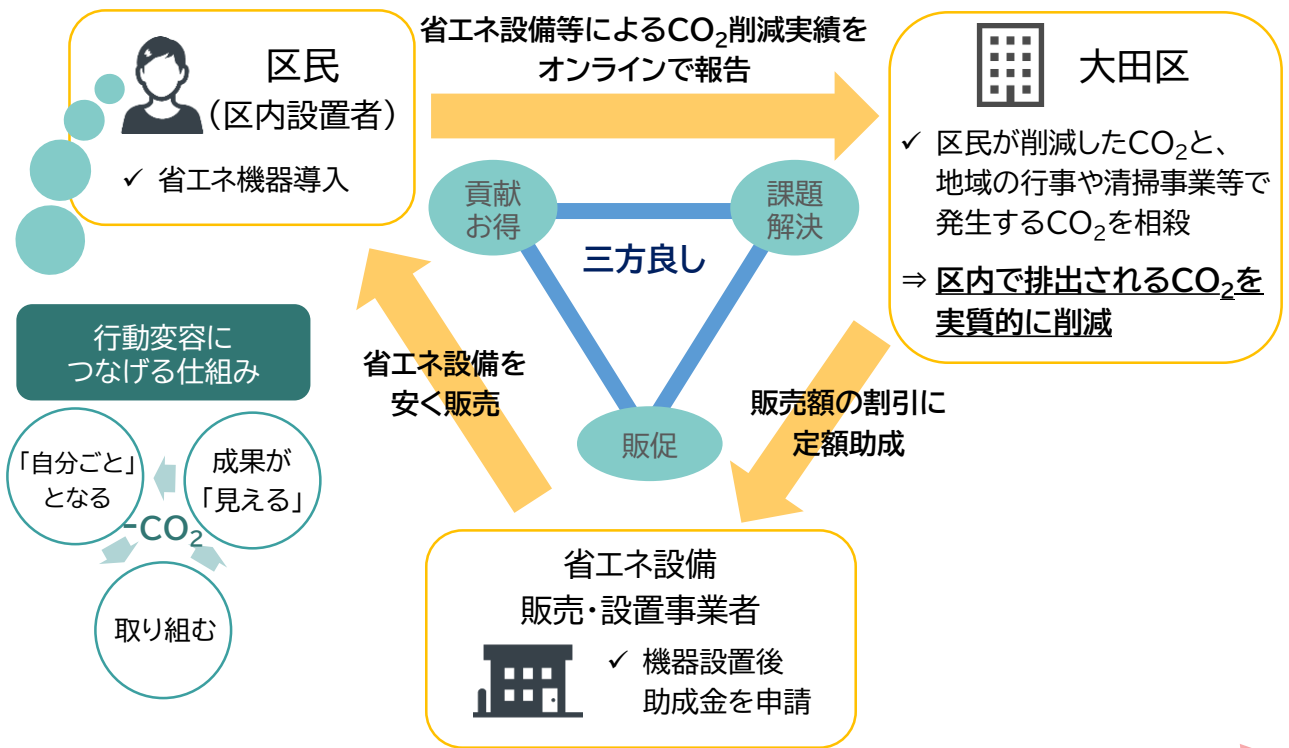 区民
（区内設置者）
✓ 省エネ機器導入
省エネ設備等によるCO₂削減実績を
オンラインで報告
大田区
✓ 区民が削減したCO₂と、
地域の行事や清掃事業等で
発生するCO₂を相殺
⇒ 区内で排出されるCO₂を
実質的に削減
貢献
お得
課題
解決
三方良し
販促
省エネ設備を
安く販売
販売額の割引に
定額助成
行動変容に
つなげる仕組み
「自分ごと」
となる
成果が
「見える」
-CO₂
取り組む
省エネ設備
販売・設置事業者
✓ 機器設置後
助成金を申請